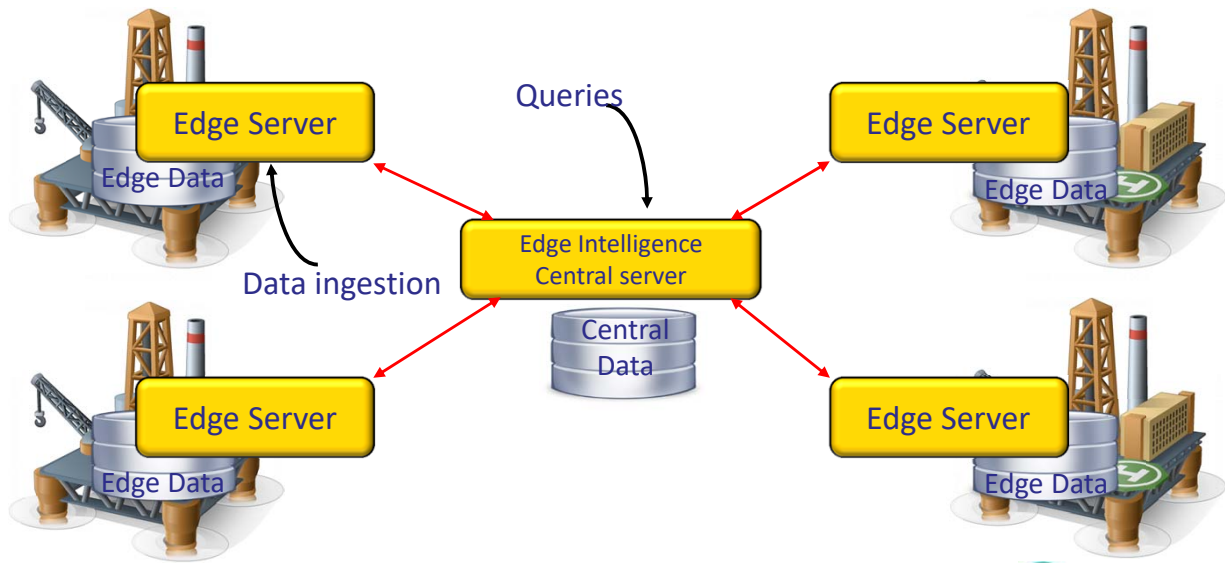 Edge Server
Edge Data
Data ingestion
Queries
Edge Server
Edge Data
Edge Intelligence
Central server
Central
Data
Edge Server
Edge Data
Edge Server
Edge Data
H
H